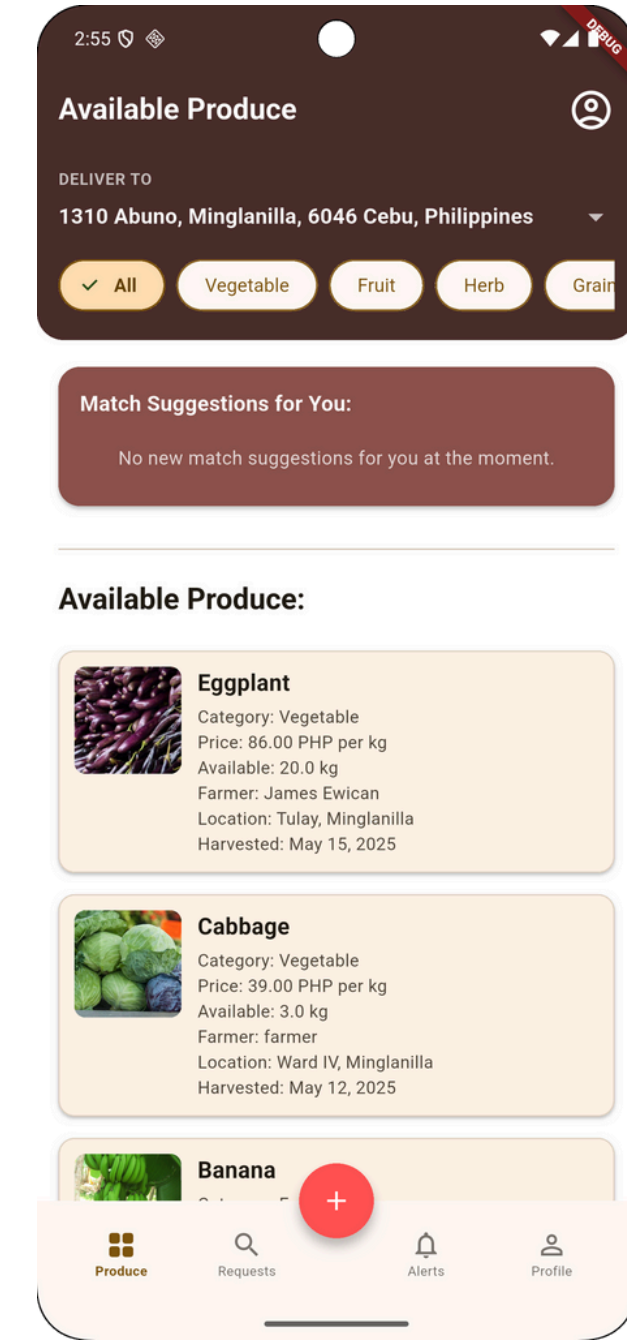 2:55
DEBUG
Available Produce
DELIVER TO
1310 Abuno, Minglanilla, 6046 Cebu, Philippines
All
Vegetable
Fruit
Herb
Grain
Match Suggestions for You:
No new match suggestions for you at the moment.
Available Produce:
Eggplant
Category: Vegetable
Price: 86.00 PHP per kg
Available: 20.0 kg
Farmer: James Ewican
Location: Tulay, Minglanilla
Harvested: May 15, 2025
Cabbage
Category: Vegetable
Price: 39.00 PHP per kg
Available: 3.0 kg
Farmer: farmer
Location: Ward IV, Minglanilla
Harvested: May 12, 2025
Banana
Produce
Requests
Alerts
Profile